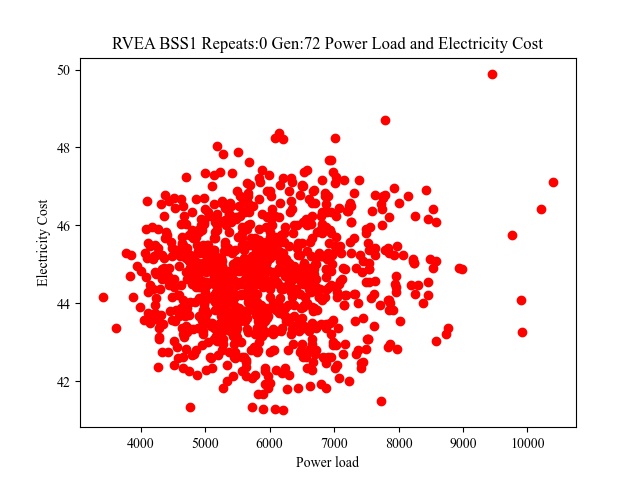 RVEA BSS1 Repeats:0 Gen:72 Power Load and Electricity Cost
50
48
46
44
42
Electricity Cost
4000 5000 6000 7000 8000 9000 10000
Power load